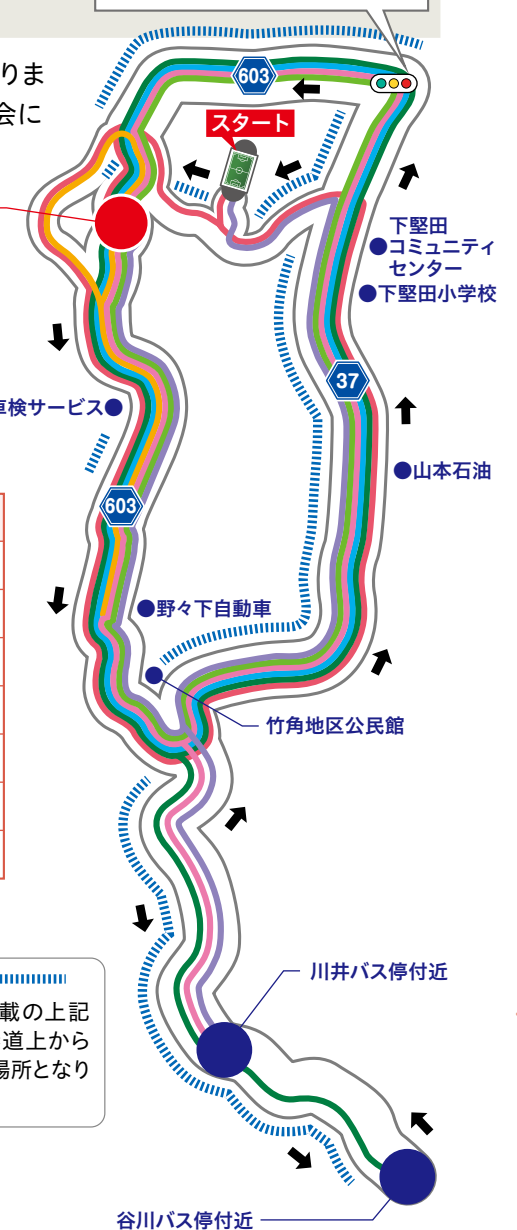 りま
会に
603
スタート
下堅田
コミュニティ
センター
下堅田小学校
37
車検サービス
山本石油
603
野々下自動車
竹角地区公民館
川井バス停付近
載の上記
道上から
場所となり
谷川バス停付近